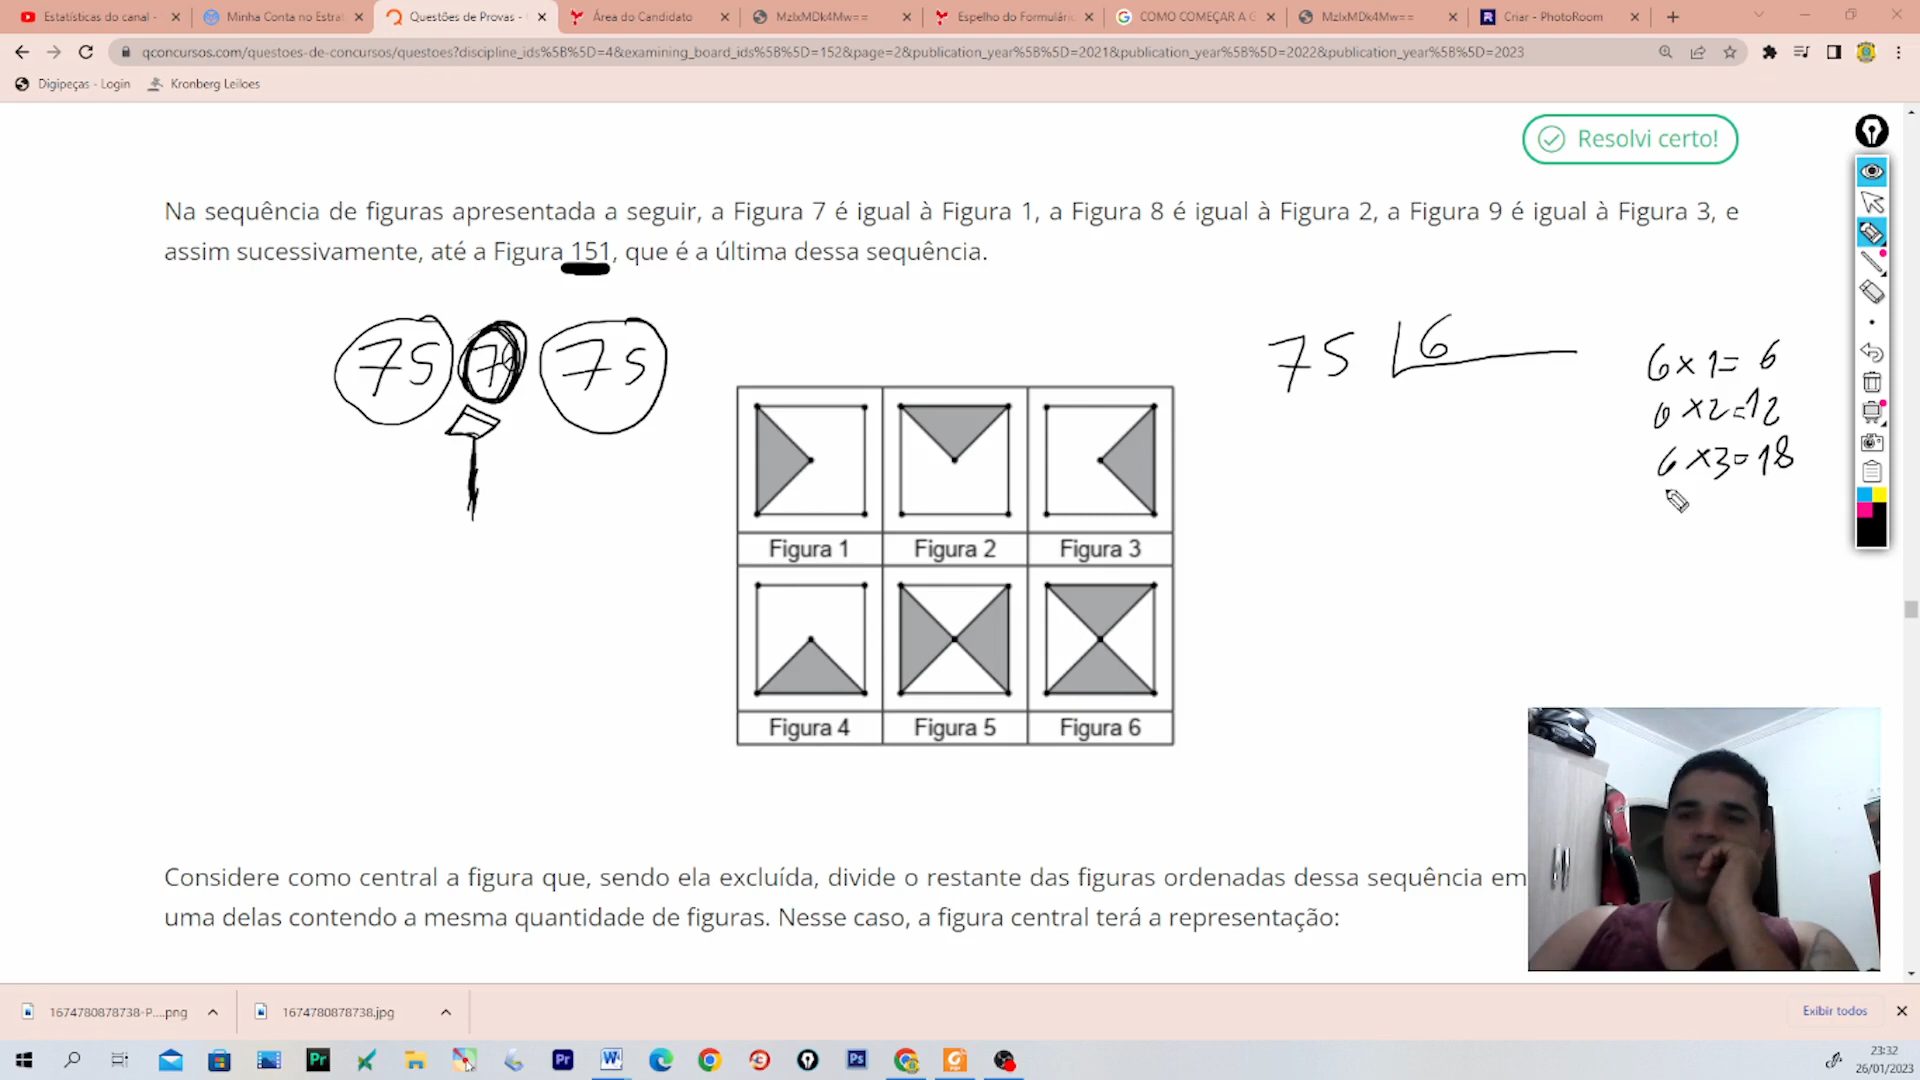 Estatísticas do canal -
Minha Conta no Estrat
Questões de Provas -
Área do Candidato
MzIxMDk4Mw==
Espelho do Formulári
COMO COMEÇAR A G
MzIxMDk4Mw==
Criar - PhotoRoom
qconcursos.com/questoes-de-concursos/questoes?discipline_ids%5B%5D=4&examining_board_ids%5B%5D=152&page=2&publication_year%5B%5D=2021&publication_year%5B%5D=2022&publication_year%5B%5D=2023
Digipeças - Login
Kronberg Leiloes
Resolvi certo!
Na sequência de figuras apresentada a seguir, a Figura 7 é igual à Figura 1, a Figura 8 é igual à Figura 2, a Figura 9 é igual à Figura 3, e
assim sucessivamente, até a Figura 151, que é a última dessa sequência.
75 76 75
75 6
6x1= 6
6x2=12
6x3=18
Figura 1 Figura 2 Figura 3
Figura 4 Figura 5 Figura 6
Considere como central a figura que, sendo ela excluída, divide o restante das figuras ordenadas dessa sequência em
uma delas contendo a mesma quantidade de figuras. Nesse caso, a figura central terá a representação:
1674780878738-P....png
1674780878738.jpg
Exibir todos
23:32
26/01/2023